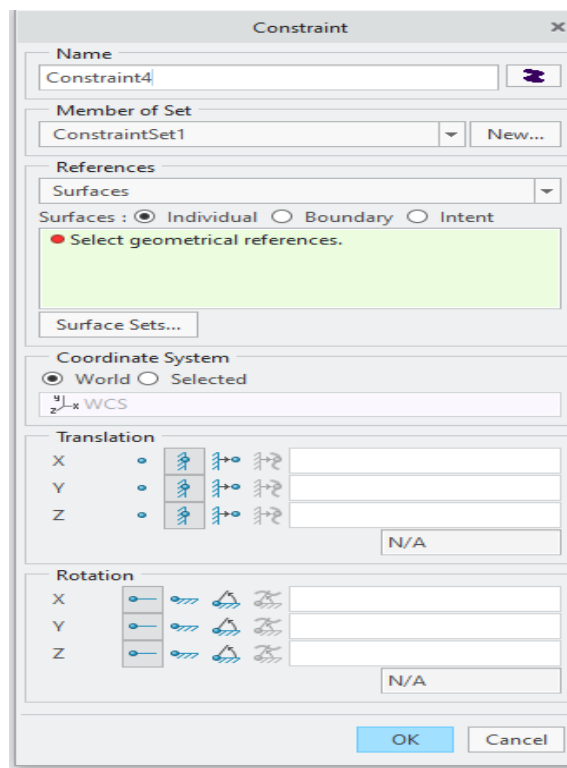 Constraint
Name
Constraint4
Member of Set
ConstraintSet1 New...
References
Surfaces
Surfaces : Individual Boundary Intent
Select geometrical references.
Surface Sets...
Coordinate System
World Selected
y z x WCS
Translation
X
Y
Z
N/A
Rotation
X
Y
Z
N/A
OK Cancel